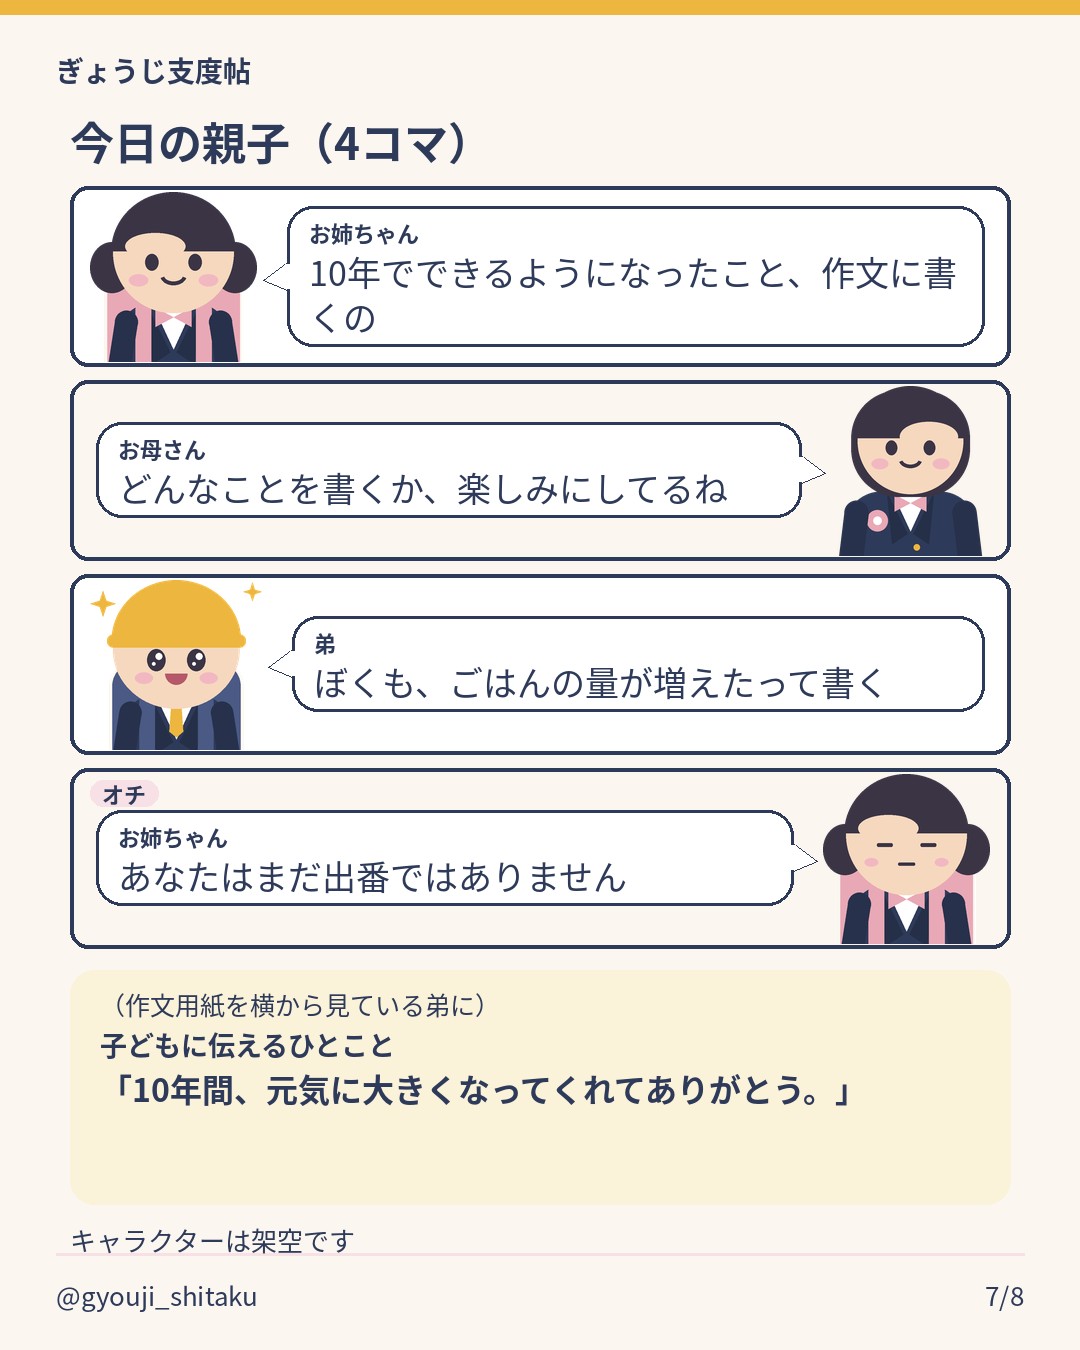 ぎょうじ支度帖
今日の親子（4コマ）
お姉ちゃん
10年でできるようになったこと、作文に書
くの
お母さん
どんなことを書くか、楽しみにしてるね
弟
ぼくも、ごはんの量が増えたって書く
オチ
お姉ちゃん
あなたはまだ出番ではありません
（作文用紙を横から見ている弟に）
子どもに伝えるひとこと
「10年間、元気に大きくなってくれてありがとう。」
キャラクターは架空です
@gyouji_shitaku
7/8